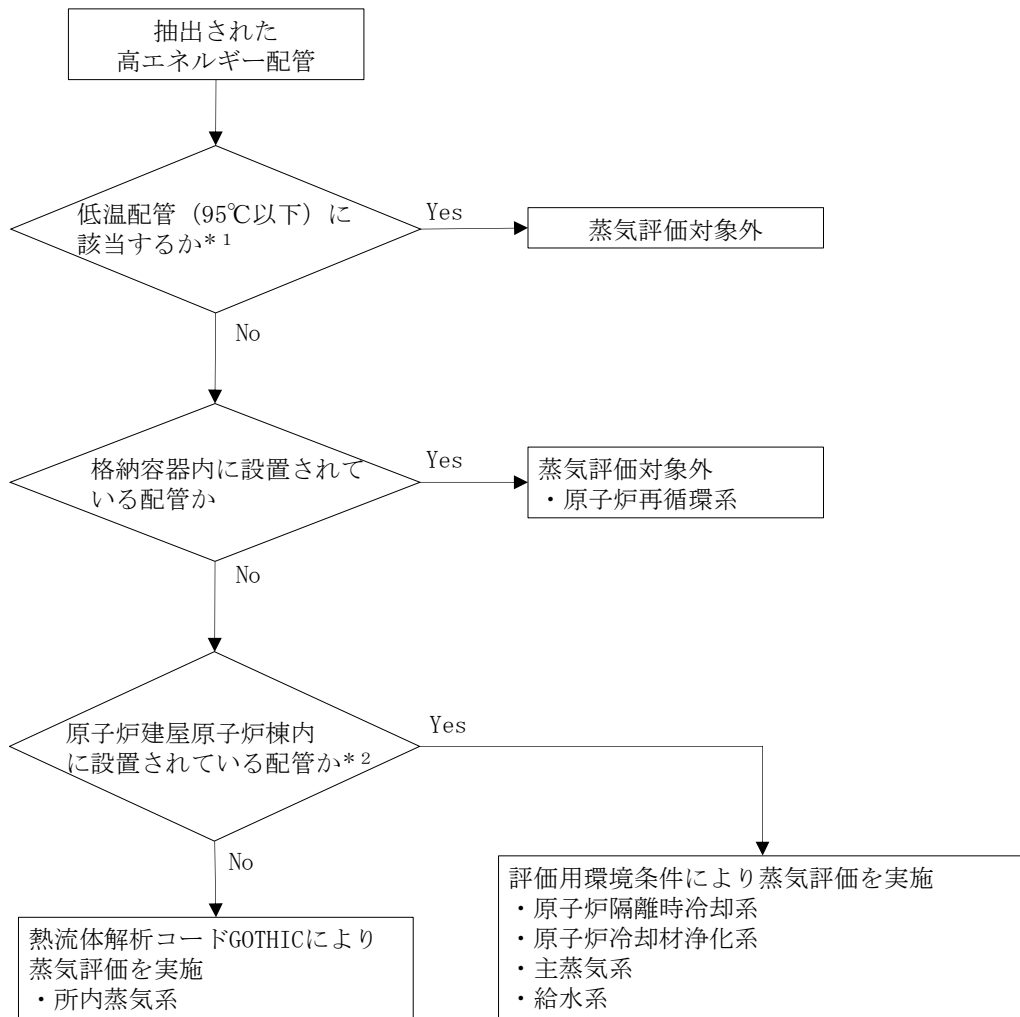 抽出された
高エネルギー配管
低温配管（95℃以下）に
該当するか*1
Yes
蒸気評価対象外
No
格納容器内に設置されて
いる配管か
Yes
蒸気評価対象外
・原子炉再循環系
No
原子炉建屋原子炉棟内
に設置されている配管か*2
Yes
No
熱流体解析コードGOTHICにより
蒸気評価を実施
・所内蒸気系
評価用環境条件により蒸気評価を実施
・原子炉隔離時冷却系
・原子炉冷却材浄化系
・主蒸気系
・給水系